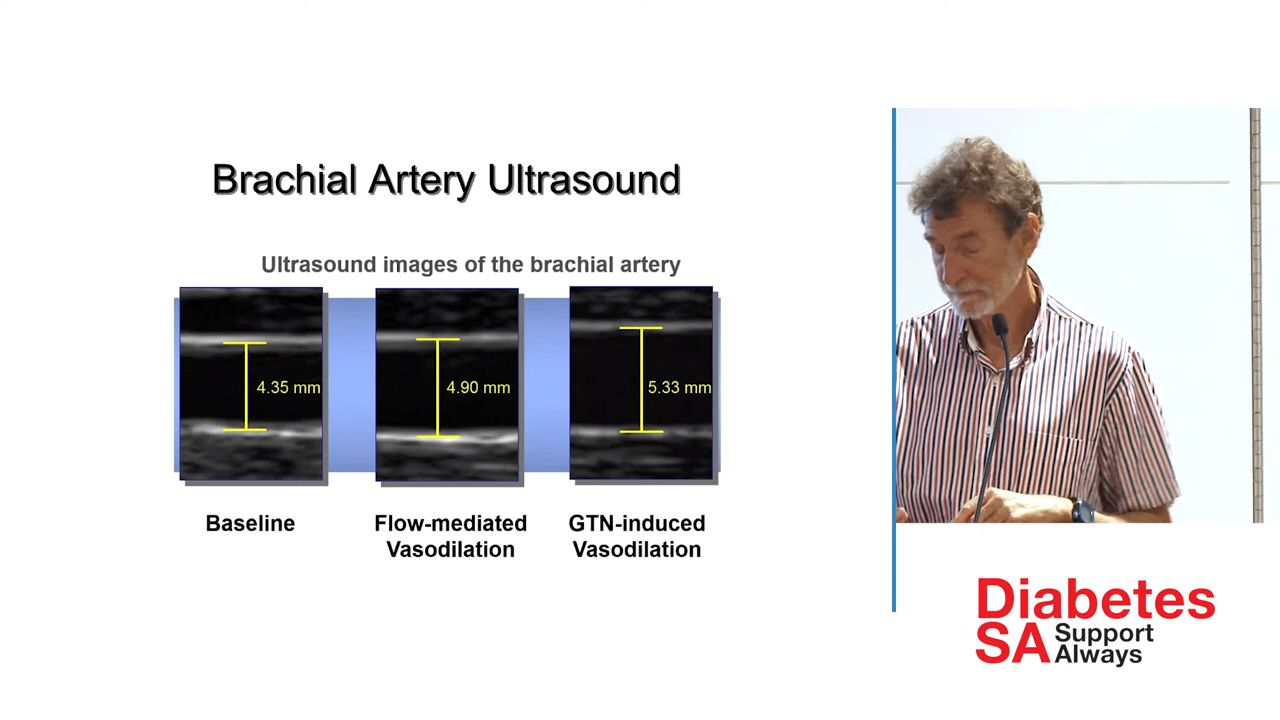 Brachial Artery Ultrasound
Ultrasound images of the brachial artery
4.35 mm
4.90 mm
5.33 mm
Baseline
Flow-mediated
Vasodilation
GTN-induced
Vasodilation
Diabetes
SA Support
Always